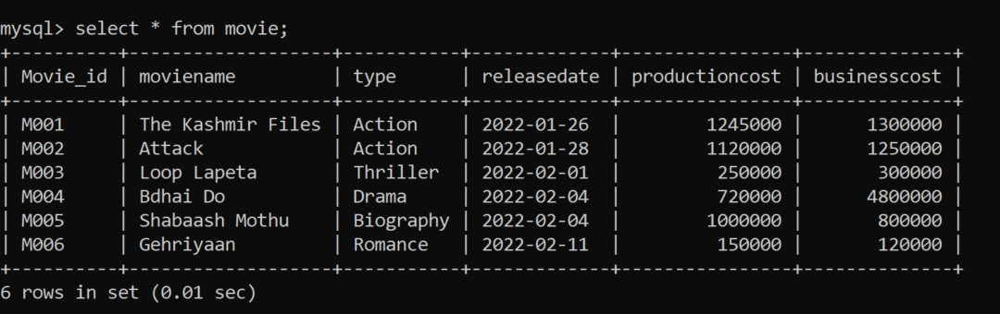 mysql> select * from movie;
+----------+------------------+-----------+-------------+----------------+--------------+
| Movie_id | moviename        | type      | releasedate | productioncost | businesscost |
+----------+------------------+-----------+-------------+----------------+--------------+
| M001     | The Kashmir Files | Action    | 2022-01-26  |        1245000 |      1300000 |
| M002     | Attack           | Action    | 2022-01-28  |        1120000 |      1250000 |
| M003     | Loop Lapeta      | Thriller  | 2022-02-01  |         250000 |       300000 |
| M004     | Bdhai Do         | Drama     | 2022-02-04  |         720000 |      4800000 |
| M005     | Shabaash Mothu   | Biography | 2022-02-04  |        1000000 |       800000 |
| M006     | Gehriyaan        | Romance   | 2022-02-11  |         150000 |       120000 |
+----------+------------------+-----------+-------------+----------------+--------------+
6 rows in set (0.01 sec)